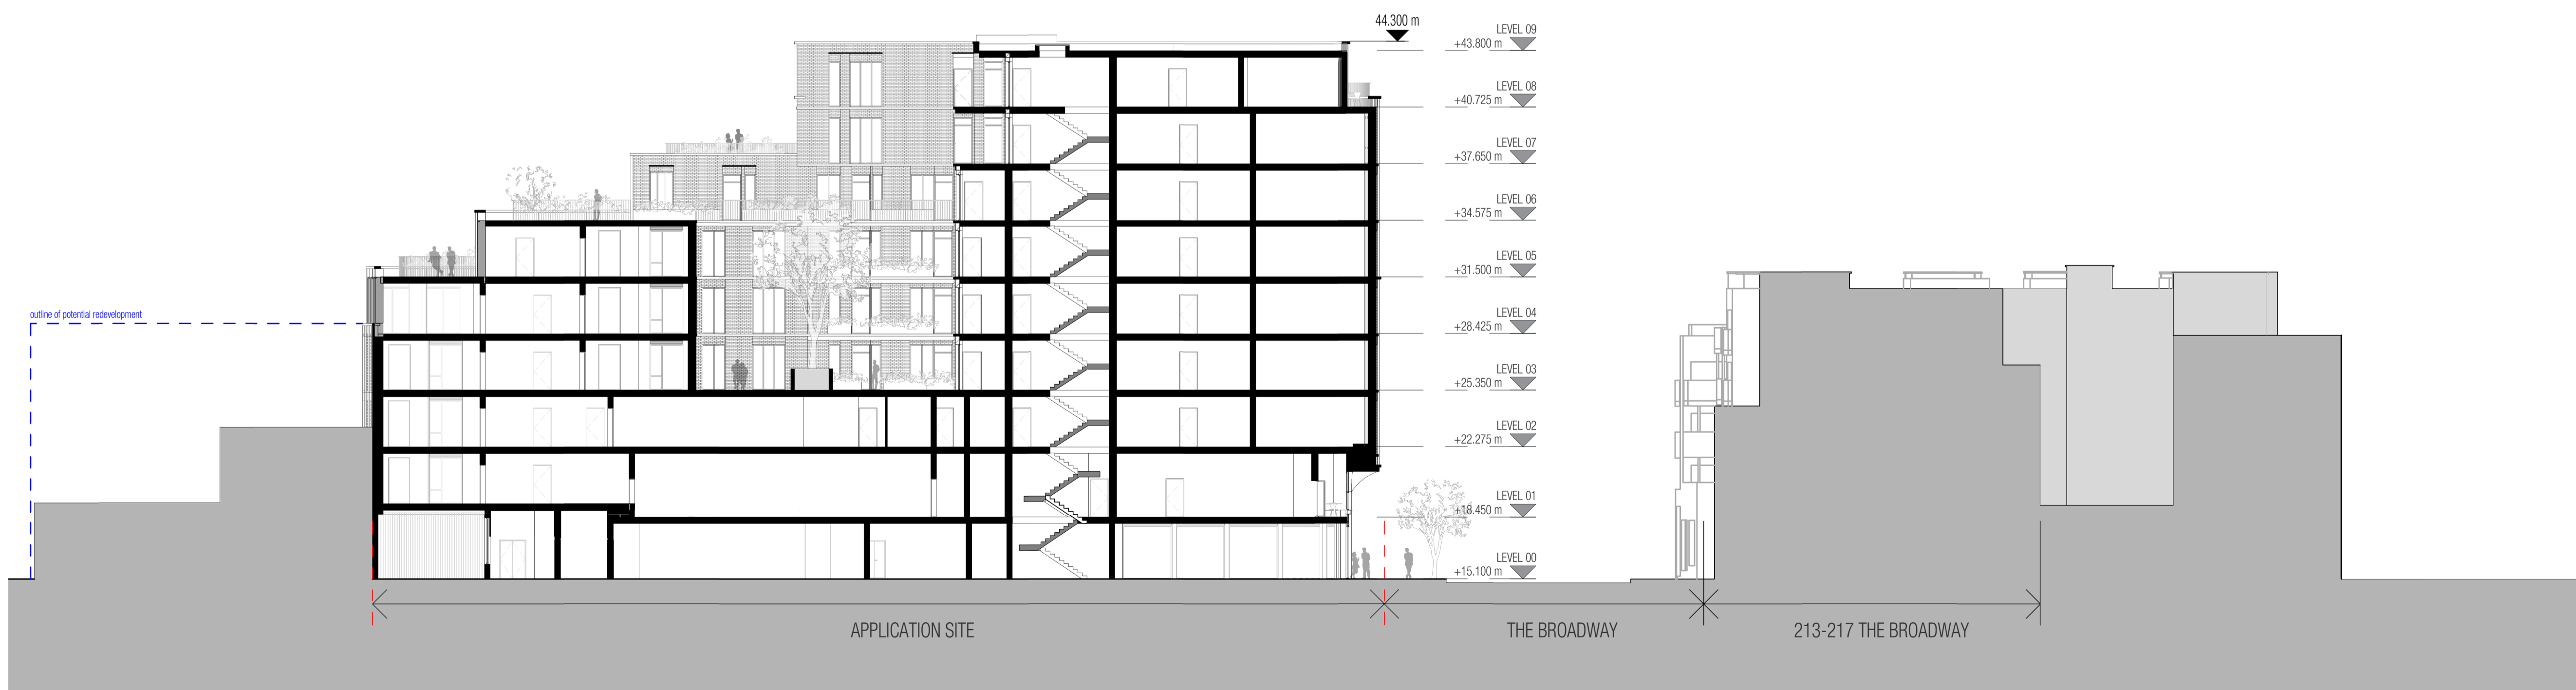 44.300 m
LEVEL 09
+43.800 m
LEVEL 08
+40.725 m
LEVEL 07
+37.650 m
LEVEL 06
+34.575 m
LEVEL 05
+31.500 m
outline of potential redevelopment
LEVEL 04
+28.425 m
LEVEL 03
+25.350 m
LEVEL 02
+22.275 m
LEVEL 01
+18.450 m
LEVEL 00
+15.100 m
APPLICATION SITE
THE BROADWAY
213-217 THE BROADWAY